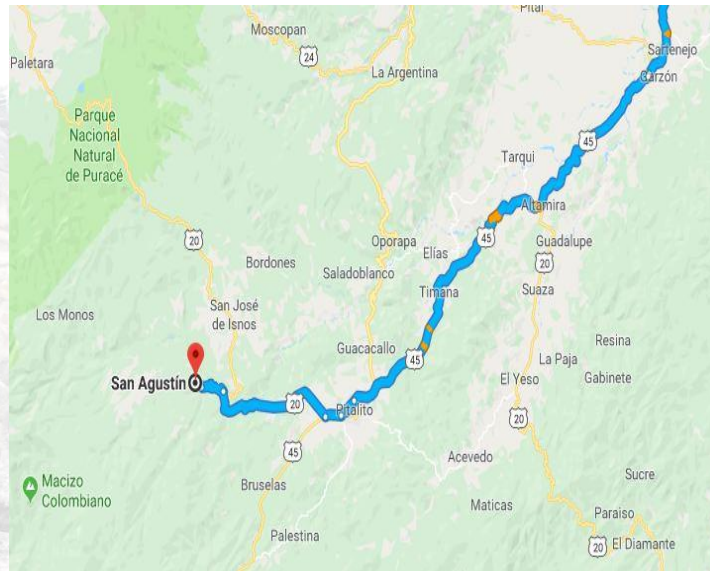 Pital
Moscopan
Sartenejo
24
Paletara
La Argentina
Garzón
Parque
Nacional
Natural
de Puracé
45
Tarqui
Altamira
20
Oporapa
Elías
45
Guadalupe
20
Bordones
Saladoblanco
Suaza
Timana
San José
de Isnos
Los Monos
Resina
Guacacallo
45
La Paja
San Agustín
El Yeso
Gabinete
20
Pitalito
20
45
Acevedo
Bruselas
Sucre
Macizo
Colombiano
Maticas
Paraiso
Palestina
20
El Diamante